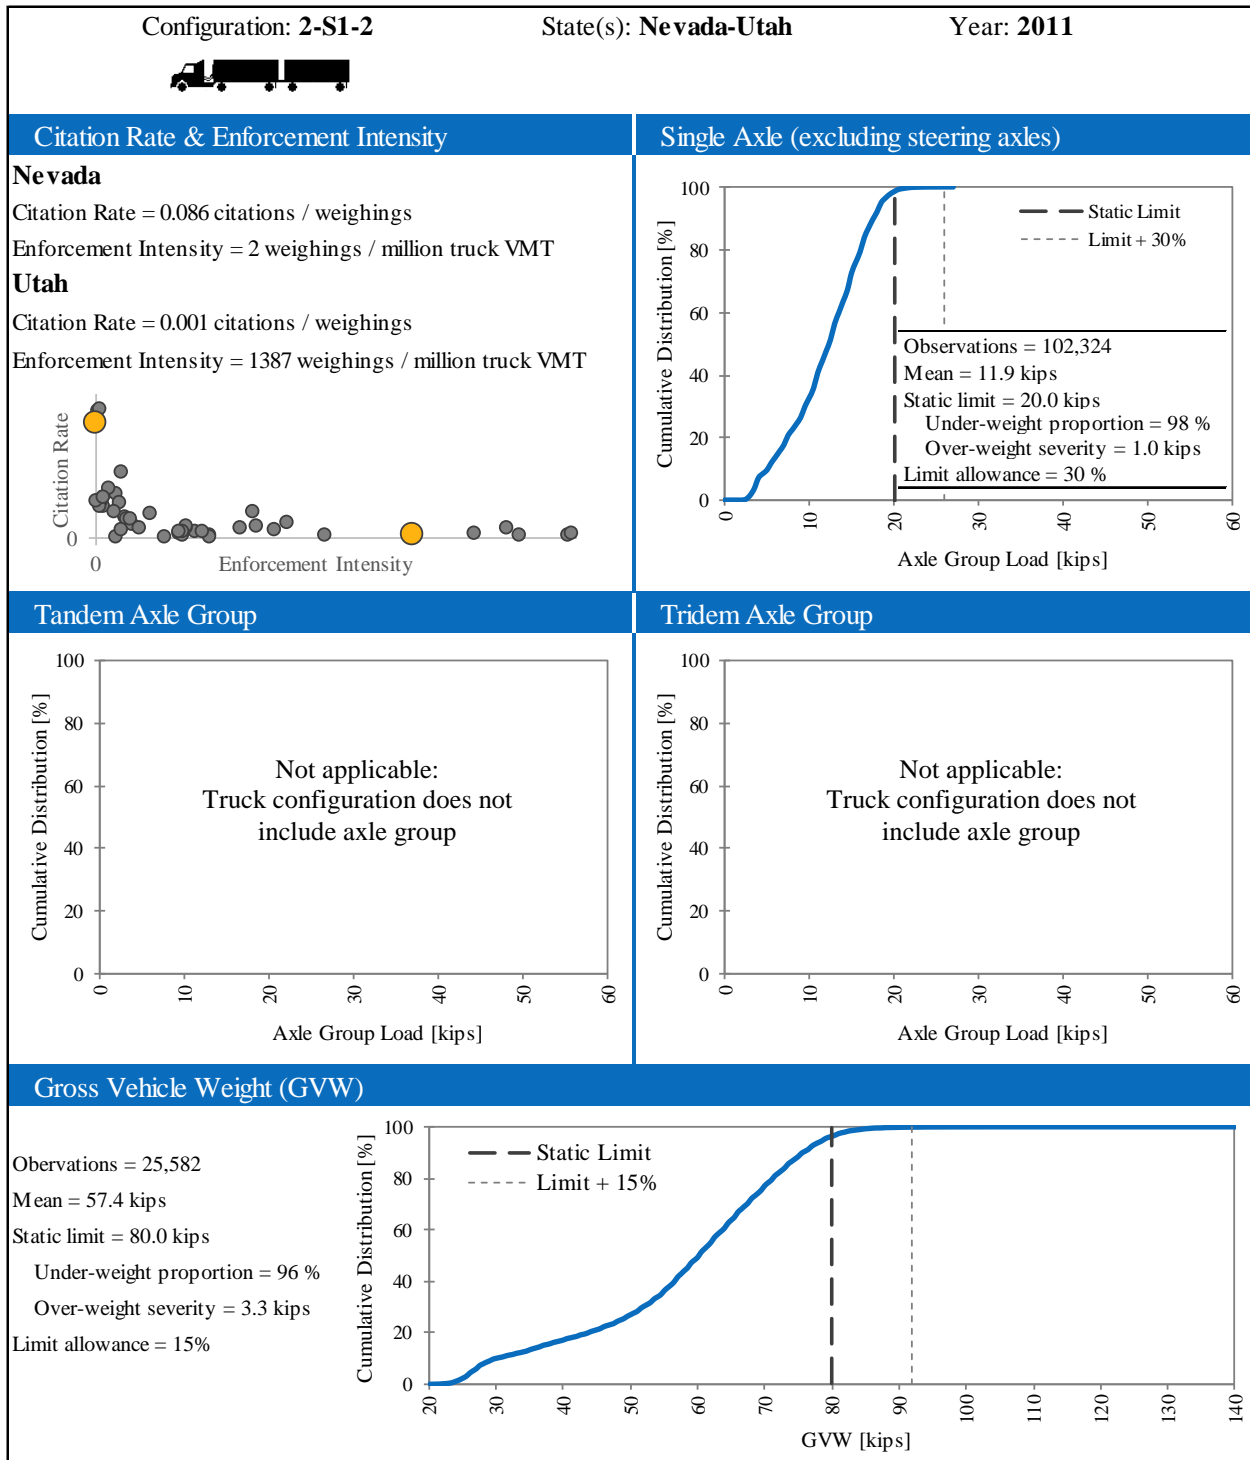 Configuration: 2-S1-2 State(s): Nevada-Utah Year: 2011
Citation Rate & Enforcement Intensity
Nevada
Citation Rate = 0.086 citations / weighings
Enforcement Intensity = 2 weighings / million truck VMT
Utah
Citation Rate = 0.001 citations / weighings
Enforcement Intensity = 1387 weighings / million truck VMT
Citation Rate
0
0
Enforcement Intensity
Single Axle (excluding steering axles)
Cumulative Distribution [%]
100
80
60
40
20
0
Static Limit
Limit + 30%
Observations = 102,324
Mean = 11.9 kips
Static limit = 20.0 kips
Under-weight proportion = 98 %
Over-weight severity = 1.0 kips
Limit allowance = 30 %
0 10 20 30 40 50 60
Axle Group Load [kips]
Tandem Axle Group
Cumulative Distribution [%]
100
80
60
40
20
0
Not applicable:
Truck configuration does not
include axle group
0 10 20 30 40 50 60
Axle Group Load [kips]
Tridem Axle Group
Cumulative Distribution [%]
100
80
60
40
20
0
Not applicable:
Truck configuration does not
include axle group
0 10 20 30 40 50 60
Axle Group Load [kips]
Gross Vehicle Weight (GVW)
Obervations = 25,582
Mean = 57.4 kips
Static limit = 80.0 kips
Under-weight proportion = 96 %
Over-weight severity = 3.3 kips
Limit allowance = 15%
Cumulative Distribution [%]
100
80
60
40
20
0
Static Limit
Limit + 15%
20 30 40 50 60 70 80 90 100 110 120 130 140
GVW [kips]